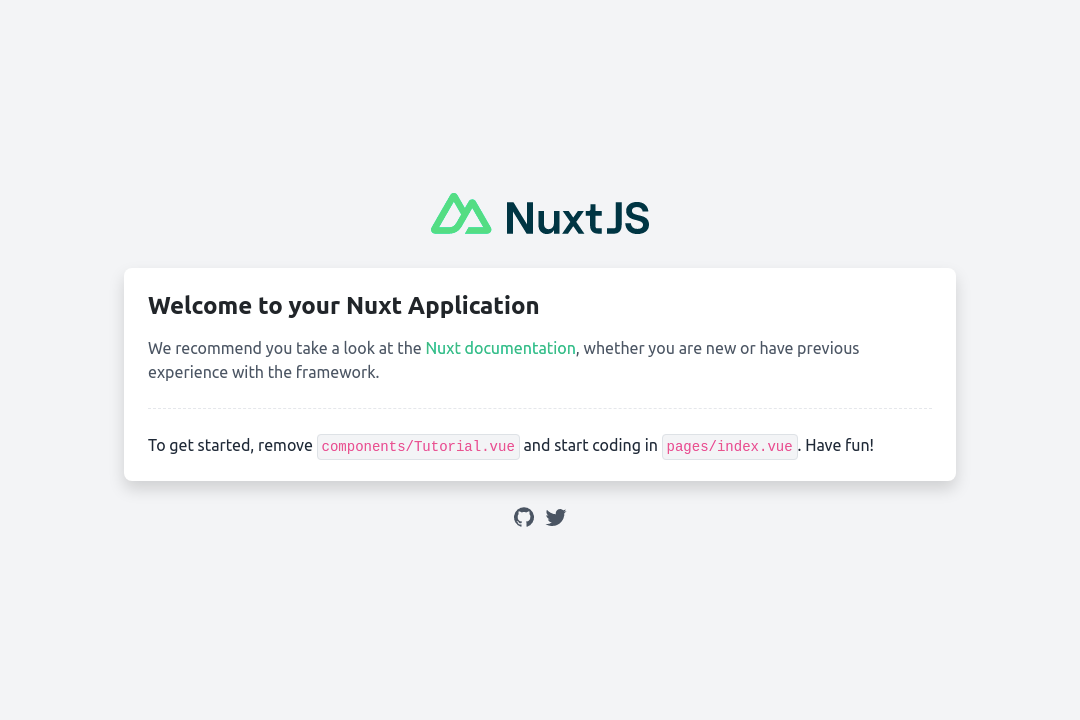 NuxtJS
Welcome to your Nuxt Application
We recommend you take a look at the Nuxt documentation, whether you are new or have previous
experience with the framework.
To get started, remove components/Tutorial.vue and start coding in pages/index.vue. Have fun!